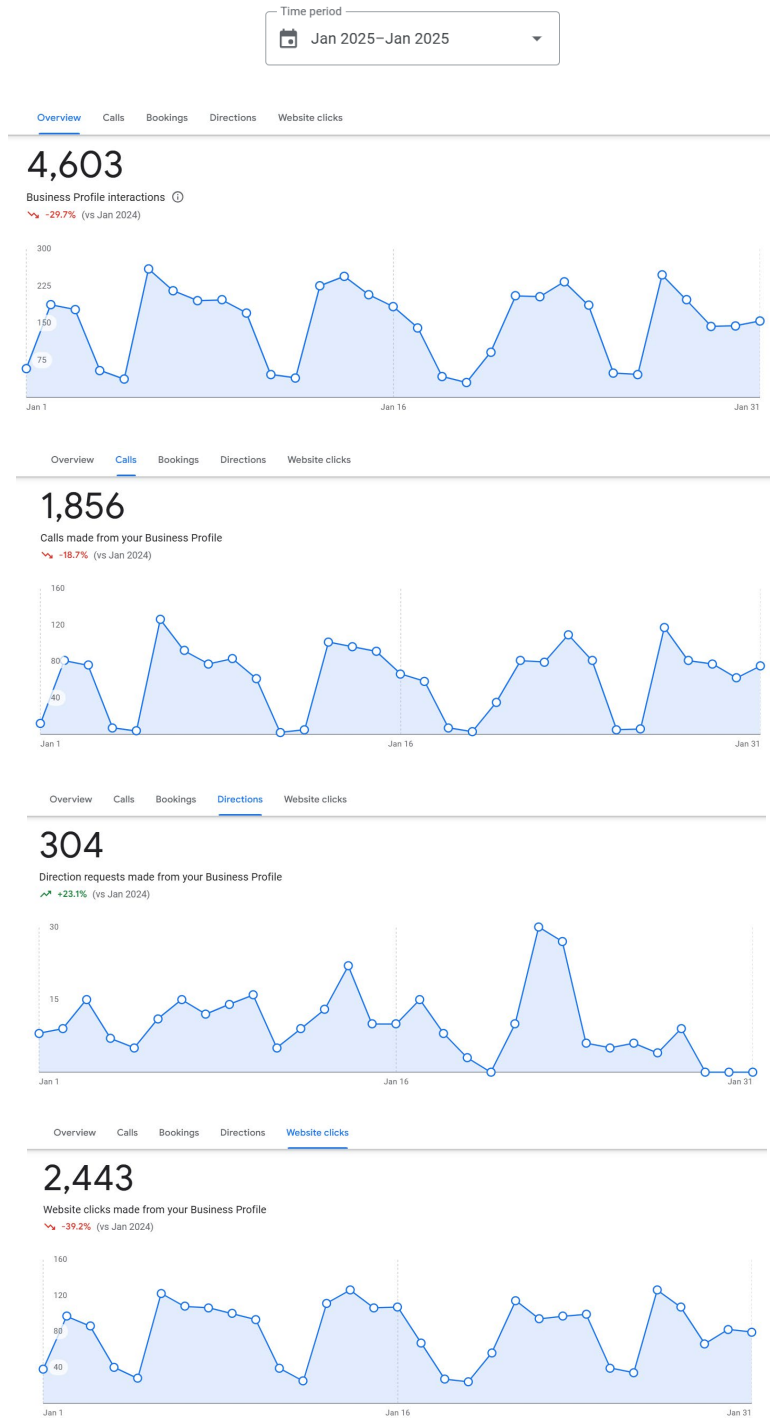 Time period
Jan 2025–Jan 2025
Overview Calls Bookings Directions Website clicks
4,603
Business Profile interactions
-29.7% (vs Jan 2024)
300
225
150
75
Jan 1 Jan 16 Jan 31
Overview Calls Bookings Directions Website clicks
1,856
Calls made from your Business Profile
-18.7% (vs Jan 2024)
160
120
80
40
Jan 1 Jan 16 Jan 31
Overview Calls Bookings Directions Website clicks
304
Direction requests made from your Business Profile
+23.1% (vs Jan 2024)
30
15
Jan 1 Jan 16 Jan 31
Overview Calls Bookings Directions Website clicks
2,443
Website clicks made from your Business Profile
-39.2% (vs Jan 2024)
160
120
80
40
Jan 1 Jan 16 Jan 31